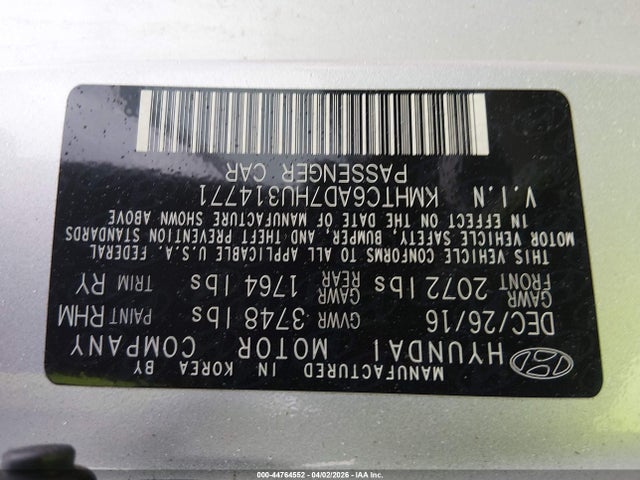 MANUFACTURED IN KOREA BY
HYUNDAI MOTOR COMPANY
DEC/26/16 GVWR 3748 lbs PAINT RHM
GAWR FRONT 2072 lbs GAWR REAR 1764 lbs TRIM RY
THIS VEHICLE CONFORMS TO ALL APPLICABLE U.S.A. FEDERAL
MOTOR VEHICLE SAFETY, BUMPER, AND THEFT PREVENTION STANDARDS
IN EFFECT ON THE DATE OF MANUFACTURE SHOWN ABOVE
V.I.N KMHTC6AD7HU314771
PASSENGER CAR
000-44764552 | 04/02/2026 - IAA, Inc.